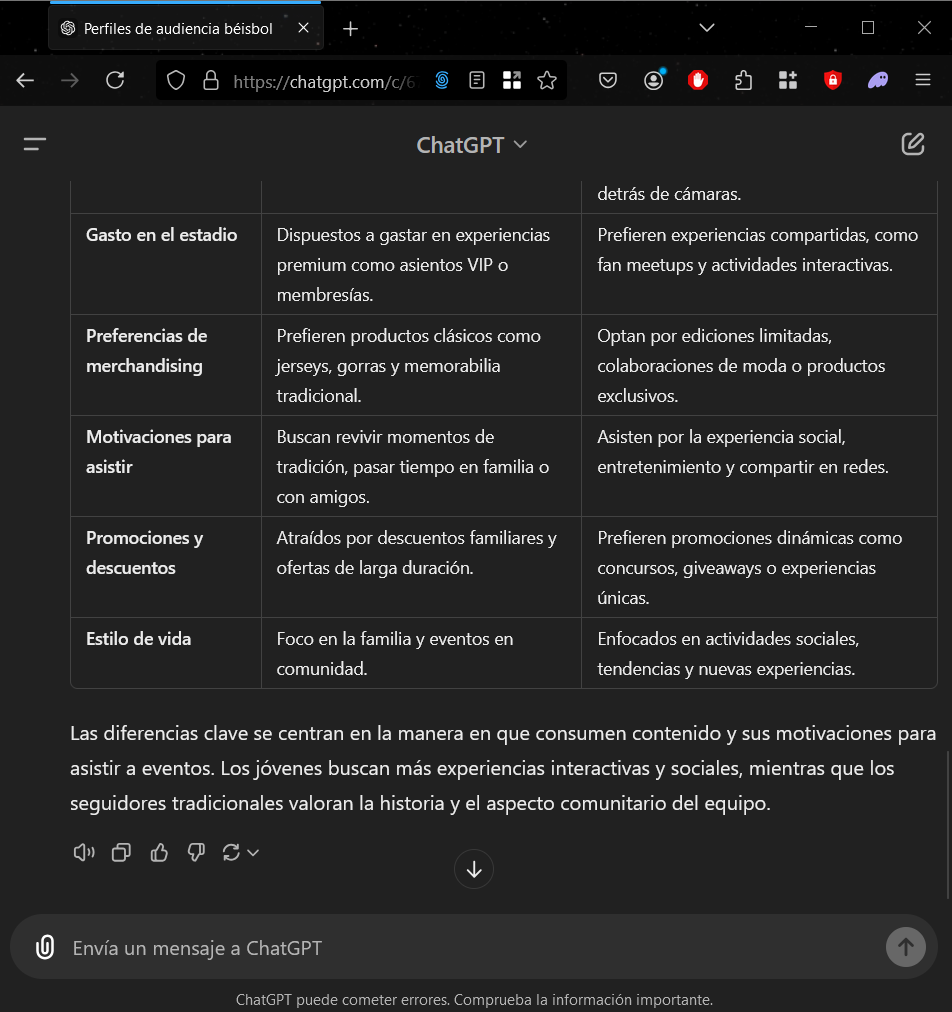 Perfiles de audiencia béisbol
https://chatgpt.com/c/6
ChatGPT
detrás de cámaras.
Gasto en el estadio
Dispuestos a gastar en experiencias
premium como asientos VIP o
membresías.
Prefieren experiencias compartidas, como
fan meetups y actividades interactivas.
Preferencias de
merchandising
Prefieren productos clásicos como
jerseys, gorras y memorabilia
tradicional.
Optan por ediciones limitadas,
colaboraciones de moda o productos
exclusivos.
Motivaciones para
asistir
Buscan revivir momentos de
tradición, pasar tiempo en familia o
con amigos.
Asisten por la experiencia social,
entretenimiento y compartir en redes.
Promociones y
descuentos
Atraídos por descuentos familiares y
ofertas de larga duración.
Prefieren promociones dinámicas como
concursos, giveaways o experiencias
únicas.
Estilo de vida
Foco en la familia y eventos en
comunidad.
Enfocados en actividades sociales,
tendencias y nuevas experiencias.
Las diferencias clave se centran en la manera en que consumen contenido y sus motivaciones para
asistir a eventos. Los jóvenes buscan más experiencias interactivas y sociales, mientras que los
seguidores tradicionales valoran la historia y el aspecto comunitario del equipo.
Envía un mensaje a ChatGPT
ChatGPT puede cometer errores. Comprueba la información importante.